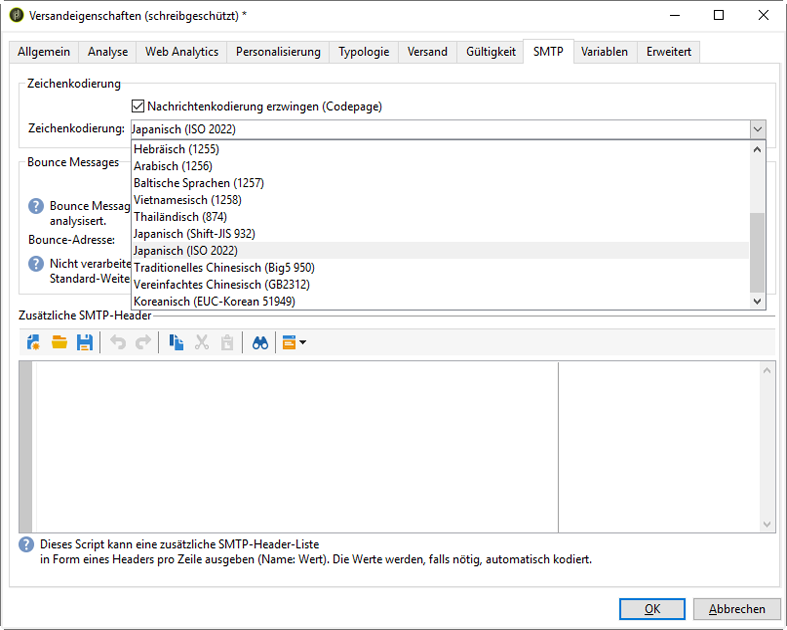 Versandeigenschaften (schreibgeschützt) *
Allgemein Analyse Web Analytics Personalisierung Typologie Versand Gültigkeit SMTP Variablen Erweitert
Zeichenkodierung
Nachrichtenkodierung erzwingen (Codepage)
Zeichenkodierung: Japanisch (ISO 2022)
Hebräisch (1255)
Bounce Messages
Arabisch (1256)
Baltische Sprachen (1257)
Vietnamesisch (1258)
Bounce Messag
analysiert.
Thailändisch (874)
Japanisch (Shift-JIS 932)
Bounce-Adresse:
Japanisch (ISO 2022)
Nicht verarbeite
Standard-Weite
Traditionelles Chinesisch (Big5 950)
Vereinfachtes Chinesisch (GB2312)
Koreanisch (EUC-Korean 51949)
Zusätzliche SMTP-Header
Dieses Script kann eine zusätzliche SMTP-Header-Liste
in Form eines Headers pro Zeile ausgeben (Name: Wert). Die Werte werden, falls nötig, automatisch kodiert.
OK Abbrechen